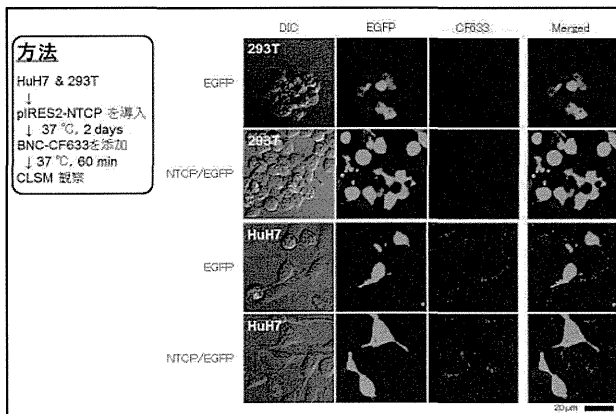 方法
HuH7 & 293T
↓
pIRES2-NTCP を導入
↓ 37 ℃, 2 days
BNC-CF633を添加
↓ 37 ℃, 60 min
CLSM 観察
DIC EGFP CF633 Merged
EGFP 293T
NTCP/EGFP 293T
EGFP HuH7
NTCP/EGFP HuH7
20μm